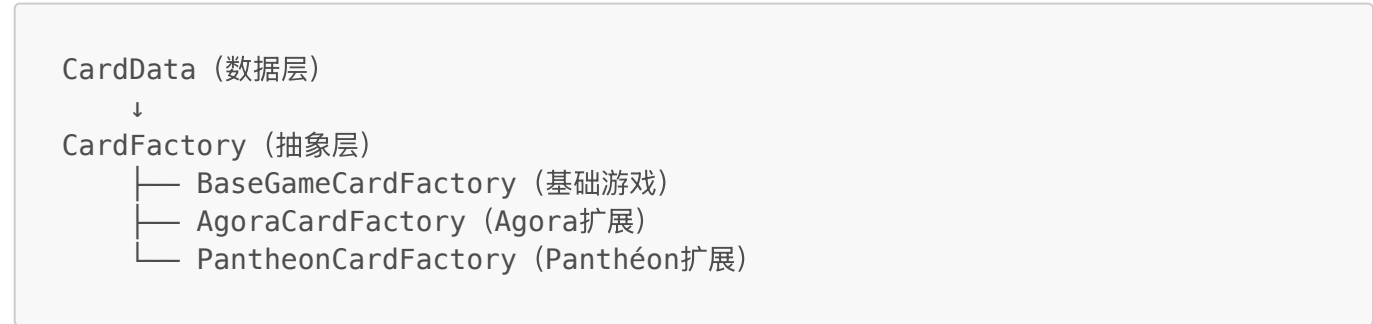 CardData（数据层）
↓
CardFactory（抽象层）
├── BaseGameCardFactory（基础游戏）
├── AgoraCardFactory（Agora扩展）
└── PantheonCardFactory（Panthéon扩展）